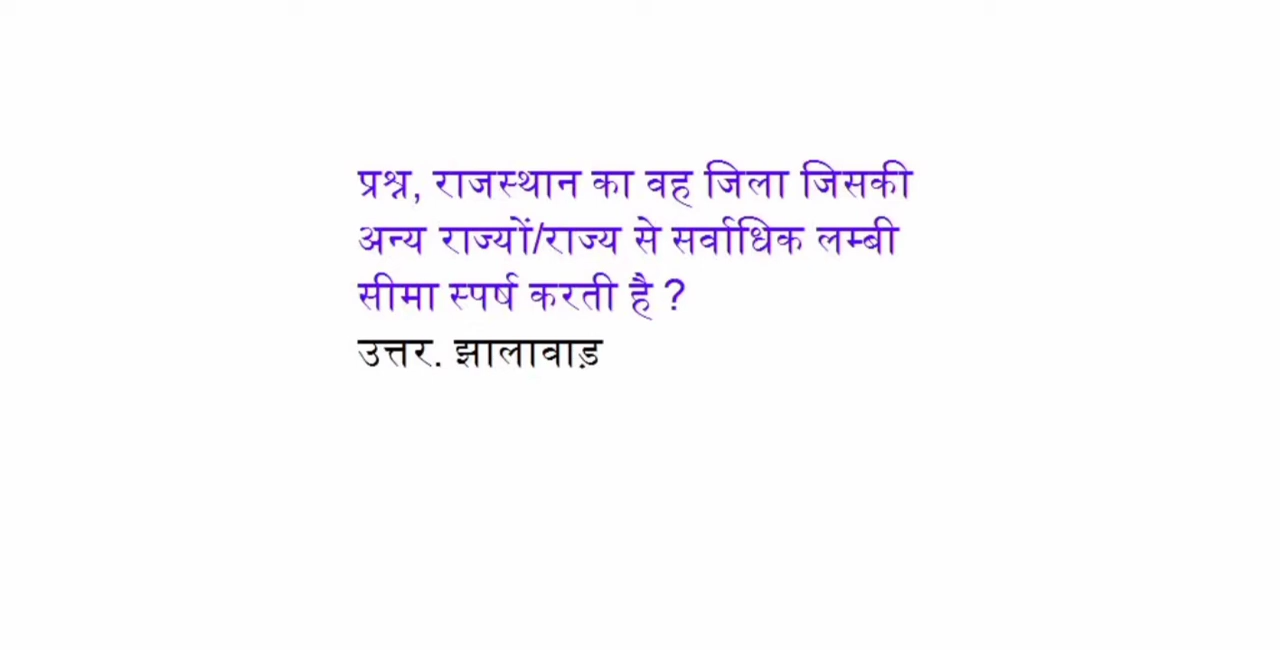 प्रश्न, राजस्थान का वह जिला जिसकी
अन्य राज्यों/राज्य से सर्वाधिक लम्बी
सीमा स्पर्ष करती है ?
उत्तर. झालावाड़